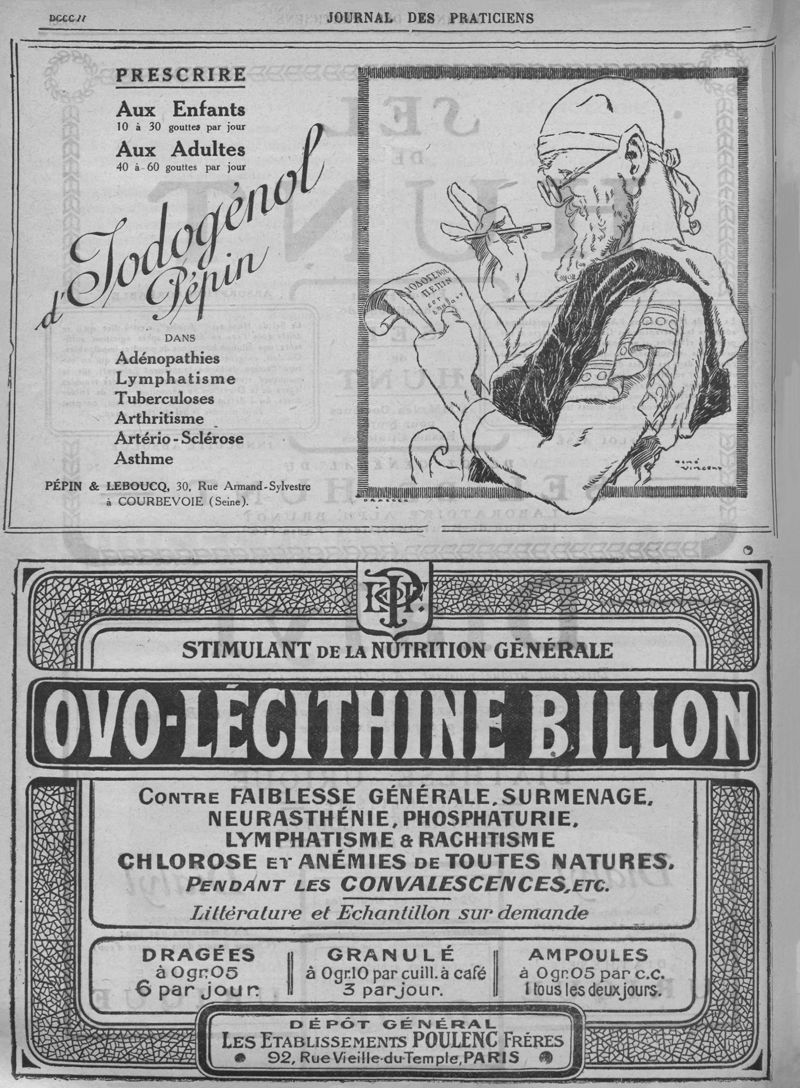 JOURNAL DES PRATICIENS
PRESCRIRE
Aux Enfants
10 à 30 gouttes par jour
Aux Adultes
40 à 60 gouttes par jour
d'Iodogénol
Pépin
DANS
Adénopathies
Lymphatisme
Tuberculoses
Arthritisme
Artério-Sclérose
Asthme
PÉPIN & LEBOUCQ, 30, Rue Armand-Sylvestre
à COURBEVOIE (Seine).
IODOGENOL
PEPIN
RENÉ
VINCENT
DRAEGER
STIMULANT DE LA NUTRITION GÉNÉRALE
OVO-LÉCITHINE BILLON
CONTRE FAIBLESSE GÉNÉRALE, SURMENAGE,
NEURASTHÉNIE, PHOSPHATURIE,
LYMPHATISME & RACHITISME
CHLOROSE ET ANÉMIES DE TOUTES NATURES,
PENDANT LES CONVALESCENCES, ETC.
Littérature et Echantillon sur demande
DRAGÉES
à 0gr.05
6 par jour.
GRANULÉ
à 0gr.10 par cuill. à café
3 par jour.
AMPOULES
à 0gr.05 par c.c.
1 tous les deux jours.
DÉPÔT GÉNÉRAL
LES ETABLISSEMENTS POULENC FRÈRES
92, Rue Vieille-du-Temple, PARIS